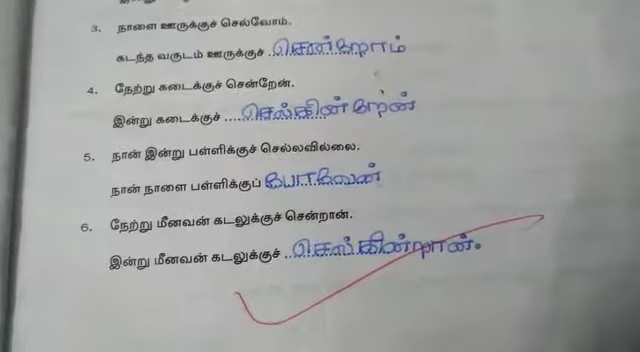 3. நாளை ஊருக்குச் செல்வோம்.
கடந்த வருடம் ஊருக்குச் ..சென்றோம்
4. நேற்று கடைக்குச் சென்றேன்.
இன்று கடைக்குச் ....செல்கின்றேன்
5. நான் இன்று பள்ளிக்குச் செல்லவில்லை.
நான் நாளை பள்ளிக்குப் போவேன்
6. நேற்று மீனவன் கடலுக்குச் சென்றான்.
இன்று மீனவன் கடலுக்குச் ..செல்கின்றான்.